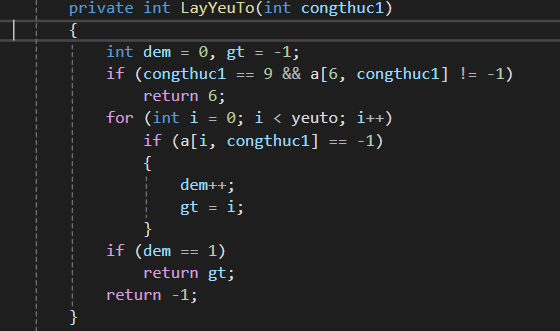 private int LayYeuTo(int congthuc1)
{
int dem = 0, gt = -1;
if (congthuc1 == 9 && a[6, congthuc1] != -1)
return 6;
for (int i = 0; i < yeuto; i++)
if (a[i, congthuc1] == -1)
{
dem++;
gt = i;
}
if (dem == 1)
return gt;
return -1;
}